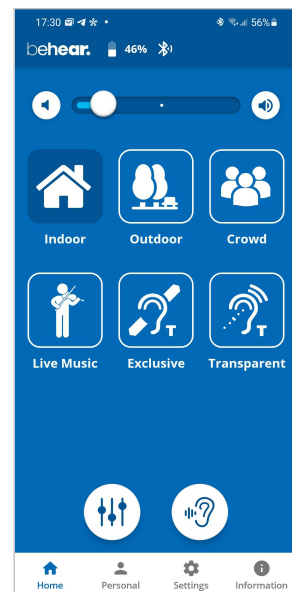 17:30 56%
behear. 46%
Indoor Outdoor Crowd
T T
Live Music Exclusive Transparent
Home Personal Settings Information